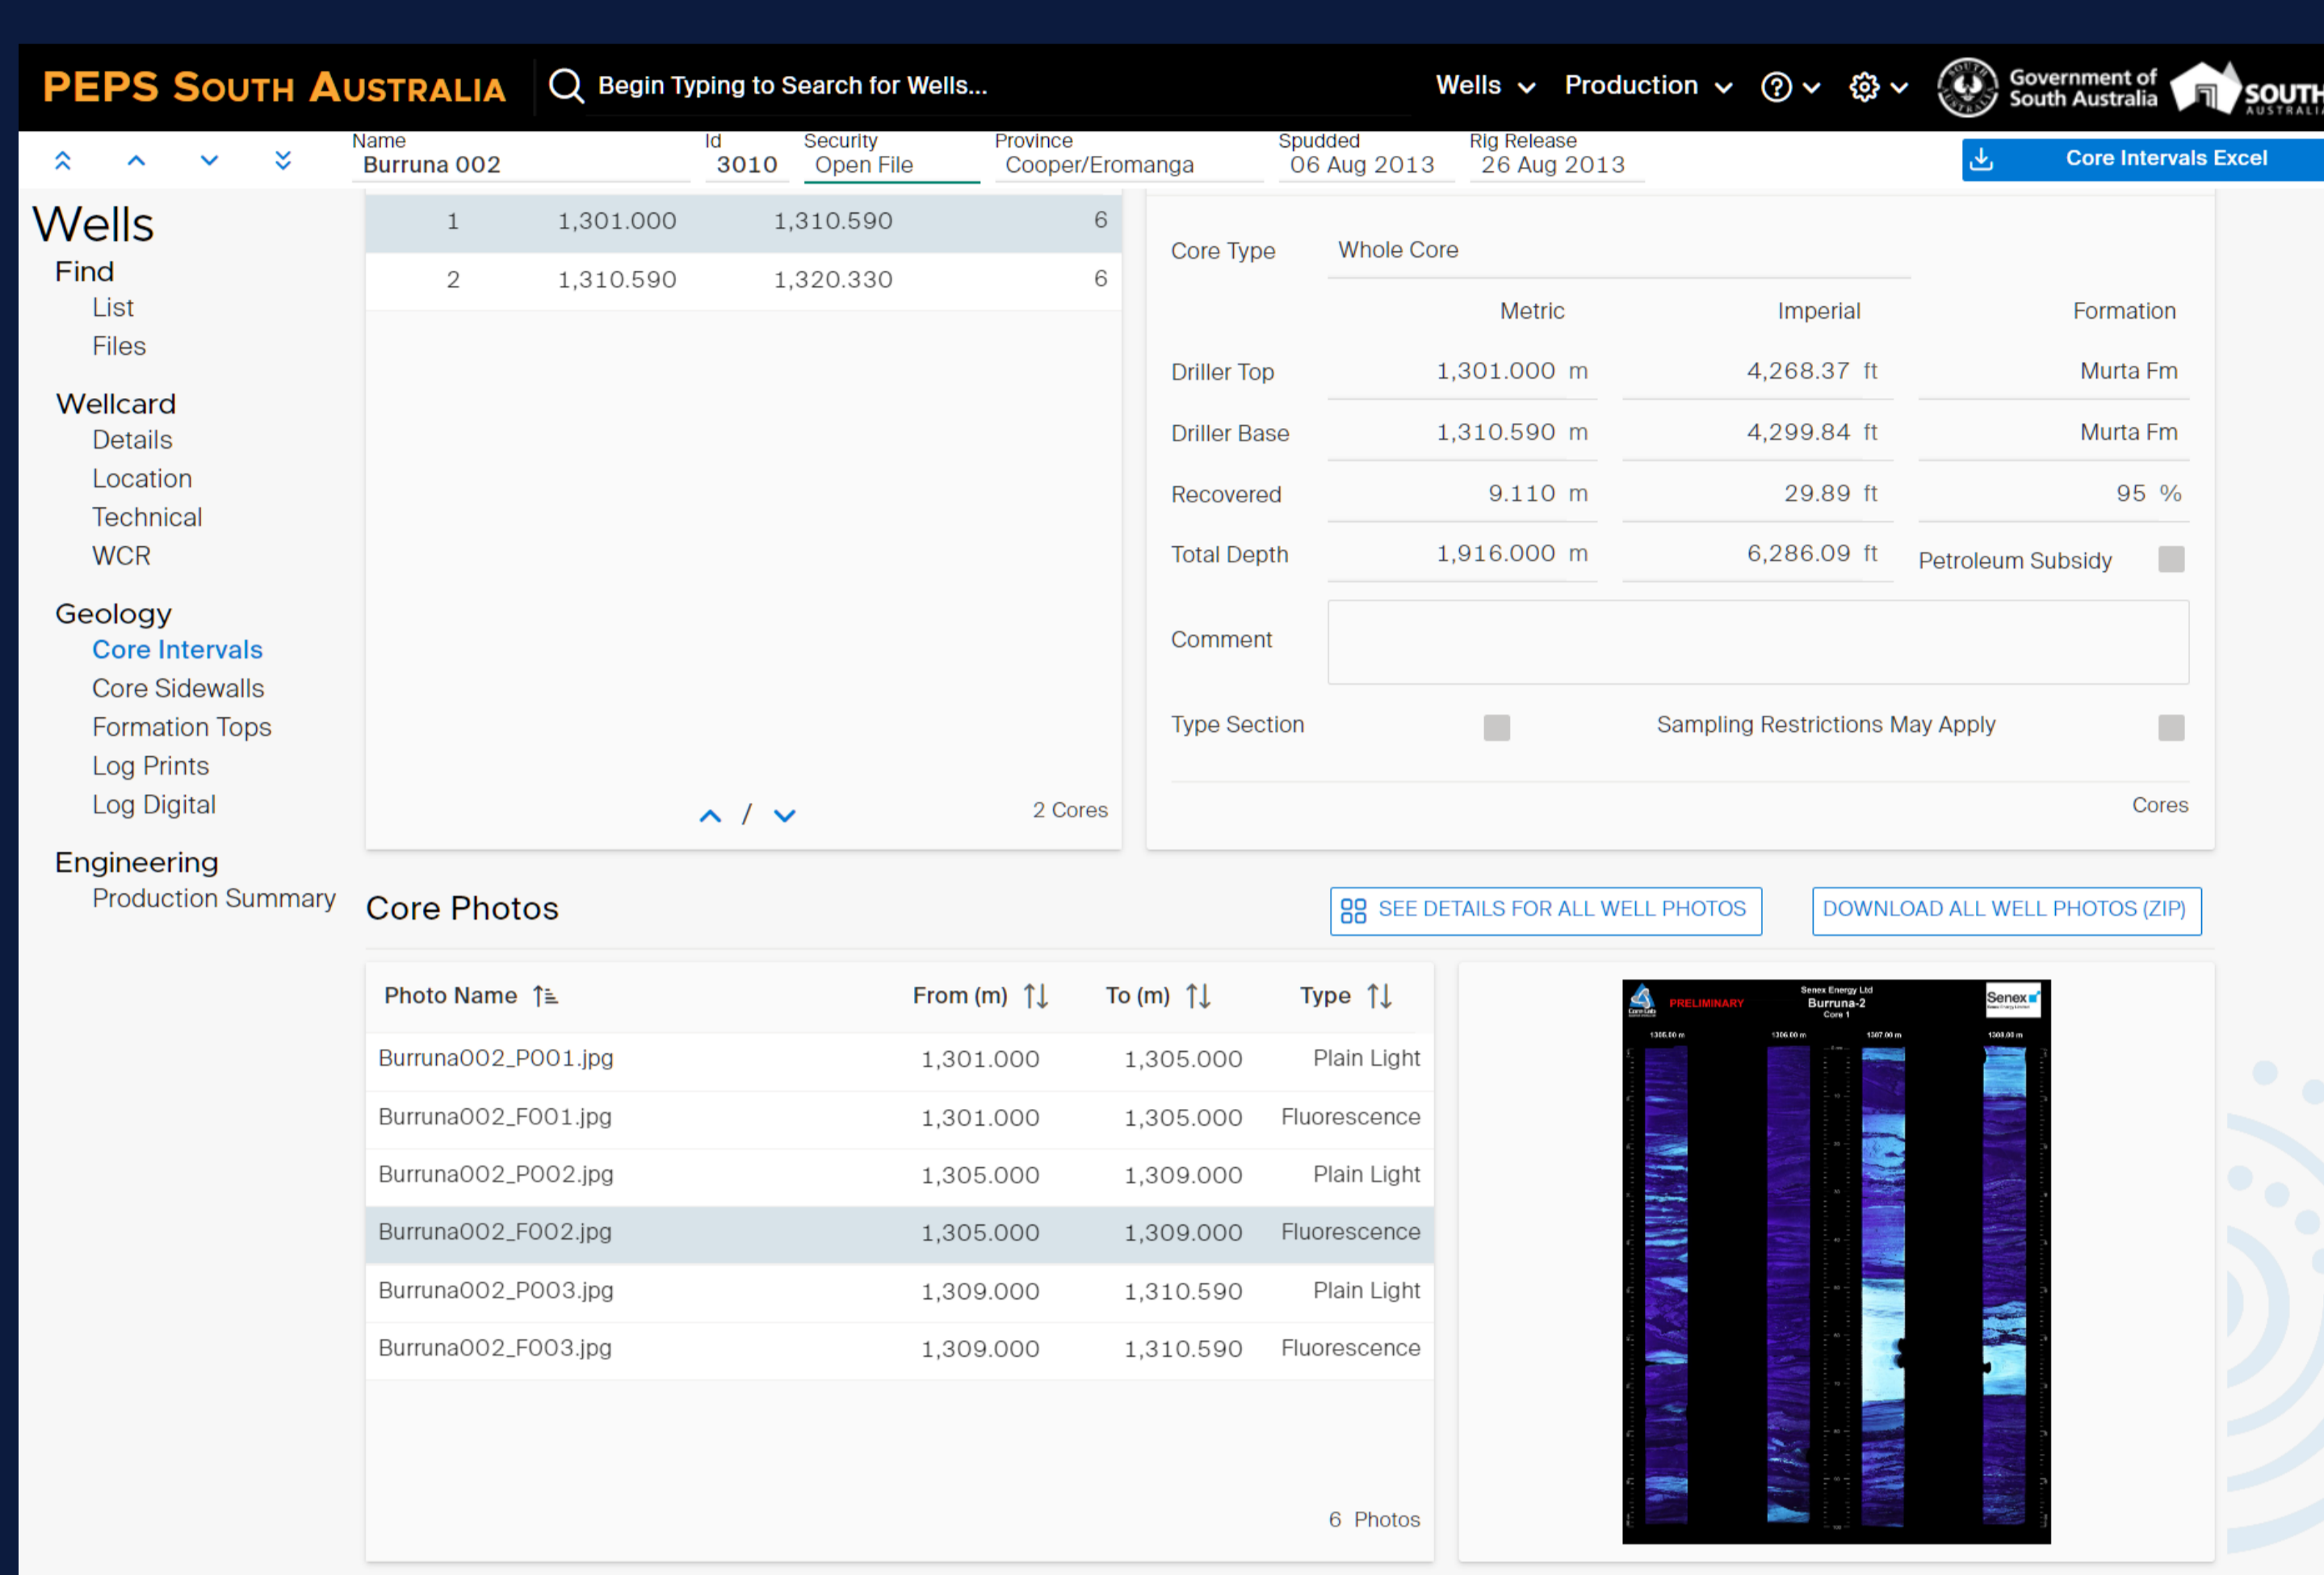 PEPS SOUTH AUSTRALIA
Begin Typing to Search for Wells...
Wells
Production
Government of
South Australia
SOUTH
AUSTRALIA
Name
Burruna 002
Id
3010
Security
Open File
Province
Cooper/Eromanga
Spudded
06 Aug 2013
Rig Release
26 Aug 2013
Core Intervals Excel
Wells
Find
List
Files
Wellcard
Details
Location
Technical
WCR
Geology
Core Intervals
Core Sidewalls
Formation Tops
Log Prints
Log Digital
Engineering
Production Summary
1 1,301.000 1,310.590 6
2 1,310.590 1,320.330 6
/
2 Cores
Core Type Whole Core
Metric Imperial Formation
Driller Top 1,301.000 m 4,268.37 ft Murta Fm
Driller Base 1,310.590 m 4,299.84 ft Murta Fm
Recovered 9.110 m 29.89 ft 95 %
Total Depth 1,916.000 m 6,286.09 ft Petroleum Subsidy
Comment
Type Section Sampling Restrictions May Apply
Cores
Core Photos
SEE DETAILS FOR ALL WELL PHOTOS
DOWNLOAD ALL WELL PHOTOS (ZIP)
Photo Name From (m) To (m) Type
Burruna002_P001.jpg 1,301.000 1,305.000 Plain Light
Burruna002_F001.jpg 1,301.000 1,305.000 Fluorescence
Burruna002_P002.jpg 1,305.000 1,309.000 Plain Light
Burruna002_F002.jpg 1,305.000 1,309.000 Fluorescence
Burruna002_P003.jpg 1,309.000 1,310.590 Plain Light
Burruna002_F003.jpg 1,309.000 1,310.590 Fluorescence
6 Photos
PRELIMINARY
Senex Energy Ltd
Burruna-2
Core 1
Senex
1305.00 m 1306.00 m 1307.00 m 1308.00 m